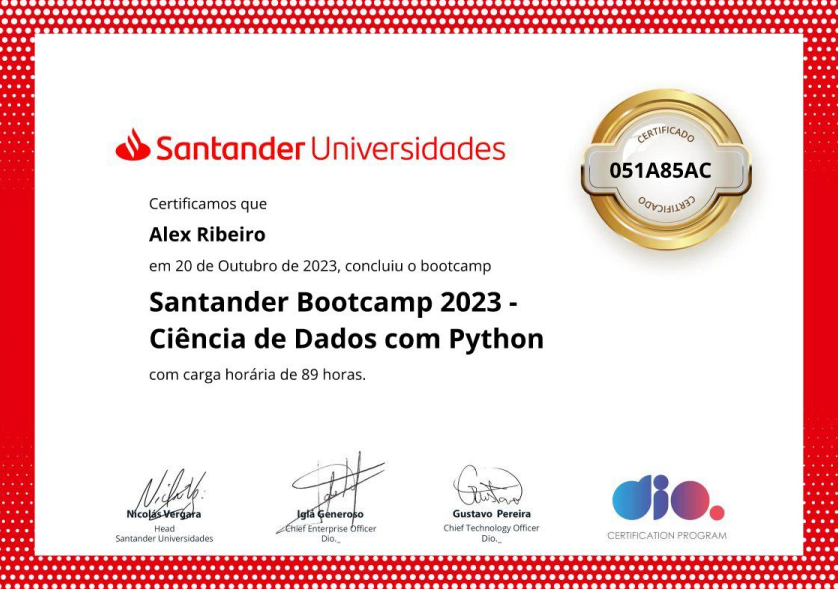 Santander Universidades
CERTIFICADO
051A85AC
CERTIFICADO
Certificamos que
Alex Ribeiro
em 20 de Outubro de 2023, concluiu o bootcamp
Santander Bootcamp 2023 -
Ciência de Dados com Python
com carga horária de 89 horas.
Nicolás Vergara
Head
Santander Universidades
Iglá Generoso
Chief Enterprise Officer
Dio._
Gustavo Pereira
Chief Technology Officer
Dio._
dio.
CERTIFICATION PROGRAM